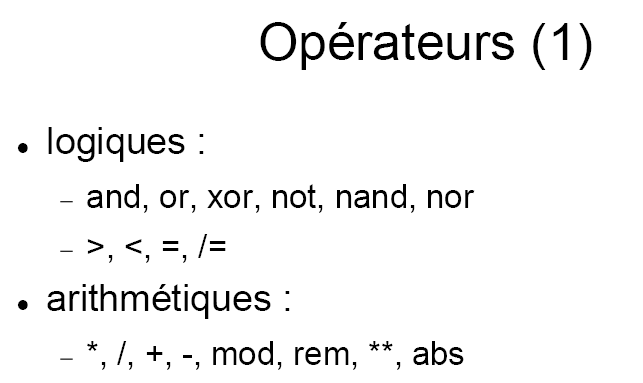 Opérateurs (1)
• logiques :
– and, or, xor, not, nand, nor
– >, <, =, /=
• arithmétiques :
– *, /, +, -, mod, rem, **, abs